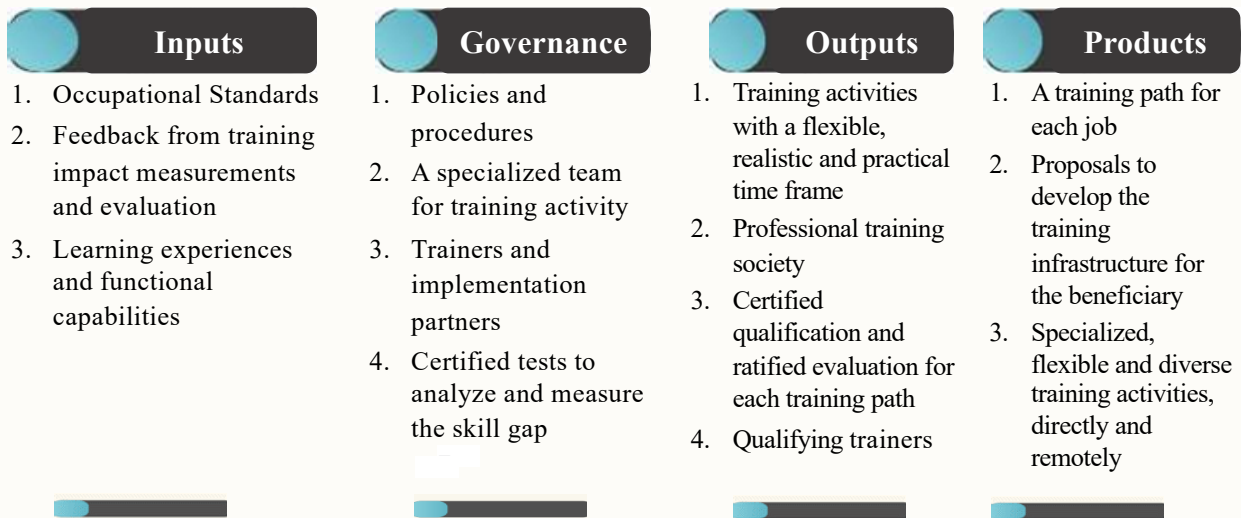 Inputs
1. Occupational Standards
2. Feedback from training
impact measurements
and evaluation
3. Learning experiences
and functional
capabilities
Governance
1. Policies and
procedures
2. A specialized team
for training activity
3. Trainers and
implementation
partners
4. Certified tests to
analyze and measure
the skill gap
Outputs
1. Training activities
with a flexible,
realistic and practical
time frame
2. Professional training
society
3. Certified
qualification and
ratified evaluation for
each training path
4. Qualifying trainers
Products
1. A training path for
each job
2. Proposals to
develop the
training
infrastructure for
the beneficiary
3. Specialized,
flexible and diverse
training activities,
directly and
remotely